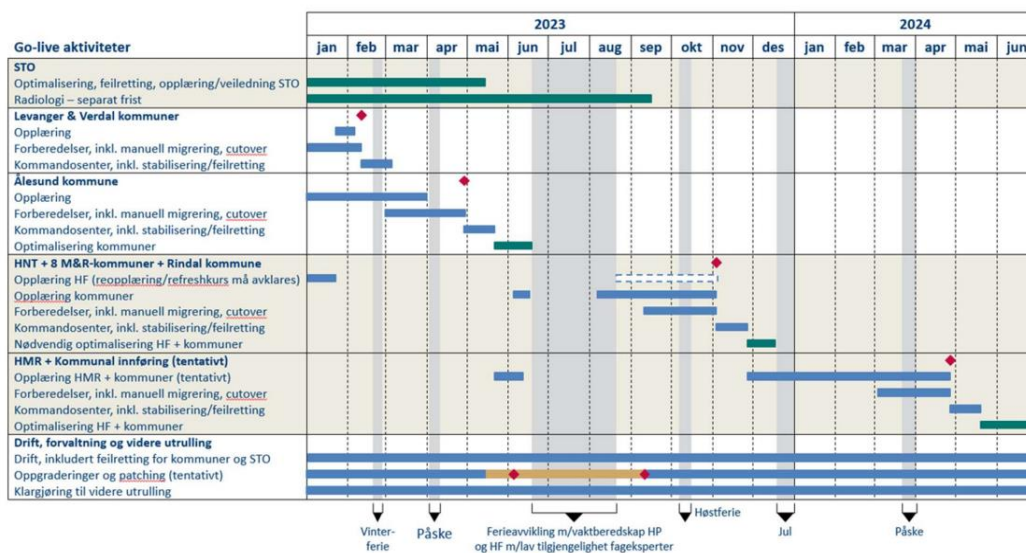 2023
2024
Go-live aktiviteter
jan feb mar apr mai jun jul aug sep okt nov des jan feb mar apr mai jun
STO
Optimalisering, feilretting, opplæring/veiledning STO
Radiologi – separat frist
Levanger & Verdal kommuner
Opplæring
Forberedelser, inkl. manuell migrering, cutover
Kommandosenter, inkl. stabilisering/feilretting
Ålesund kommune
Opplæring
Forberedelser, inkl. manuell migrering, cutover
Kommandosenter, inkl. stabilisering/feilretting
Optimalisering kommuner
HNT + 8 M&R-kommuner + Rindal kommune
Opplæring HF (reopplæring/refreshkurs må avklares)
Opplæring kommuner
Forberedelser, inkl. manuell migrering, cutover
Kommandosenter, inkl. stabilisering/feilretting
Nødvendig optimalisering HF + kommuner
HMR + Kommunal innføring (tentativt)
Opplæring HMR + kommuner (tentativt)
Forberedelser, inkl. manuell migrering, cutover
Kommandosenter, inkl. stabilisering/feilretting
Optimalisering HF + kommuner
Drift, forvaltning og videre utrulling
Drift, inkludert feilretting for kommuner og STO
Oppgraderinger og patching (tentativt)
Klargjøring til videre utrulling
Vinter-
ferie
Påske
Ferieavvikling m/vaktberedskap HP
og HF m/lav tilgjengelighet fageksperter
Høstferie
Jul
Påske